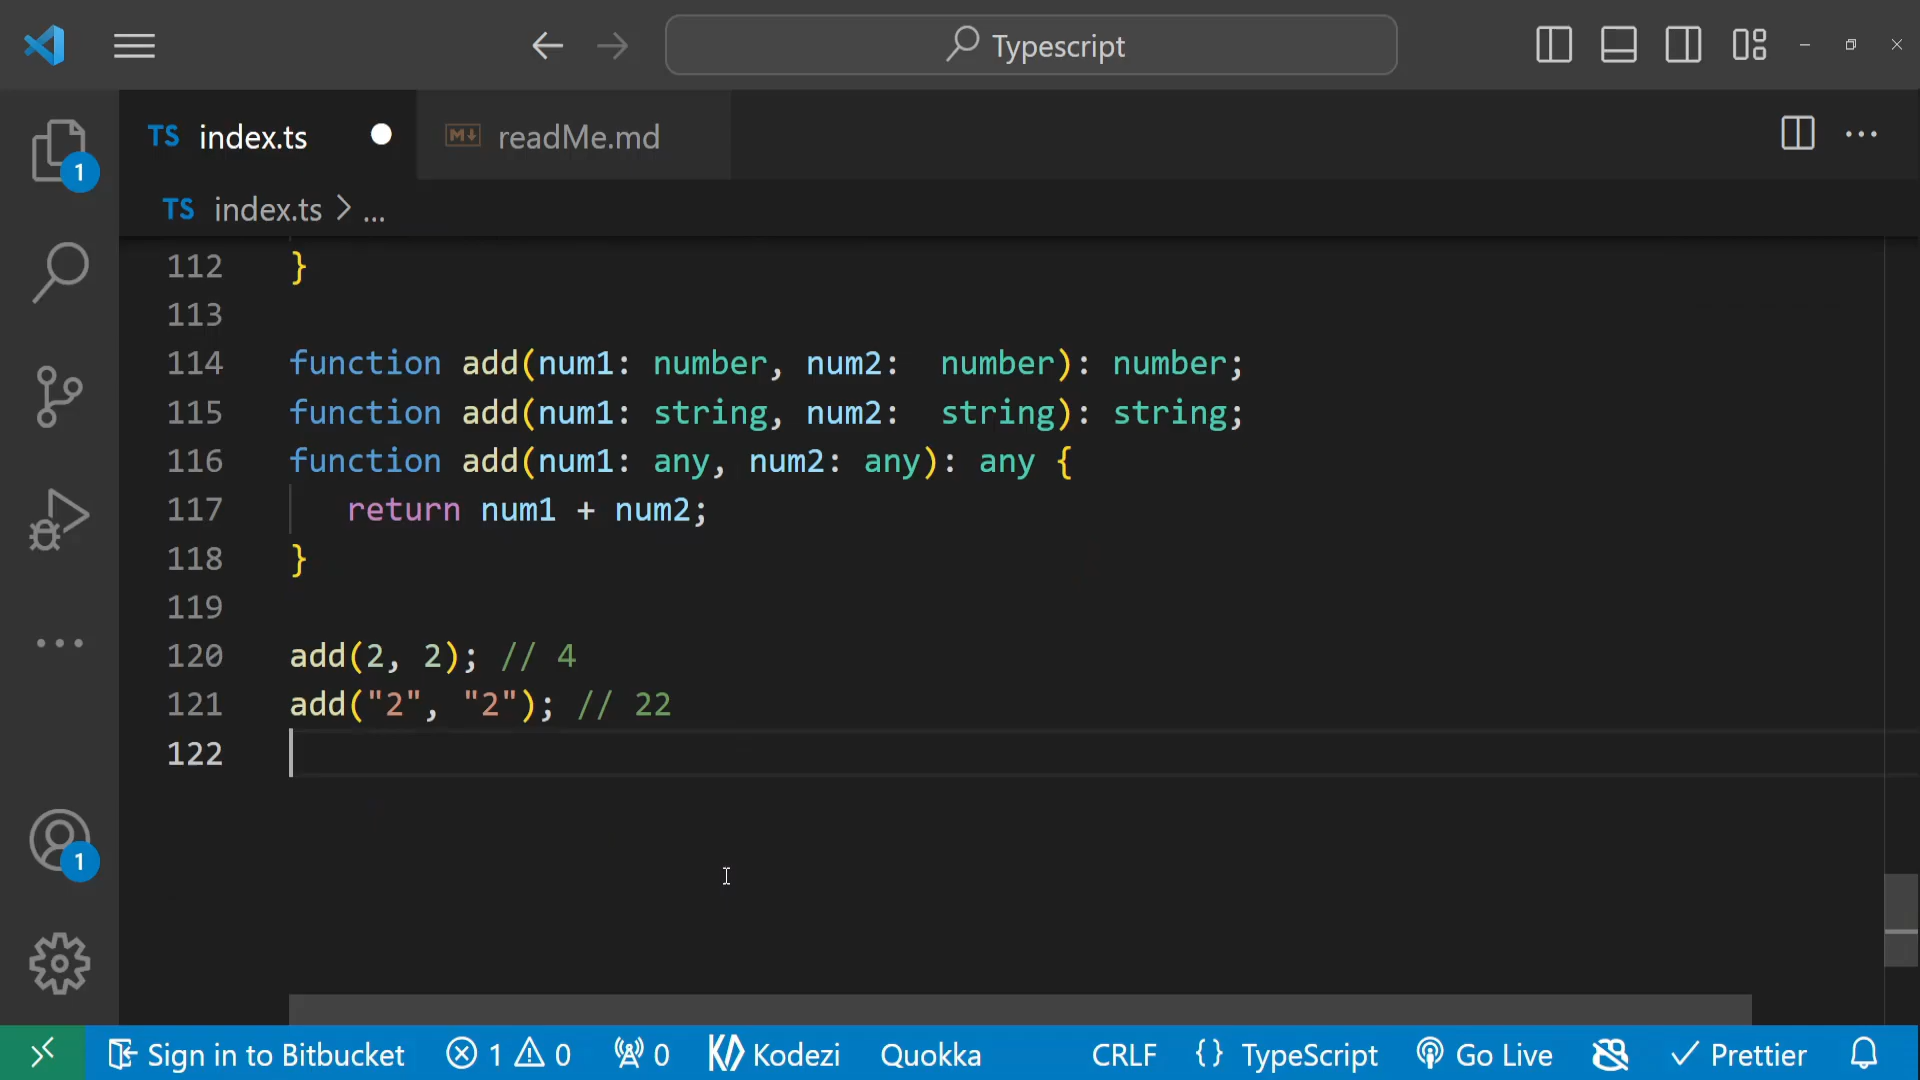 Typescript
TS index.ts
readMe.md
TS index.ts > ...
1
112 }
113
114 function add(num1: number, num2:  number): number;
115 function add(num1: string, num2:  string): string;
116 function add(num1: any, num2: any): any {
117 return num1 + num2;
118 }
119
120 add(2, 2); // 4
121 add("2", "2"); // 22
122
1
Sign in to Bitbucket 1 0 0 Kodezi Quokka CRLF {} TypeScript Go Live Prettier